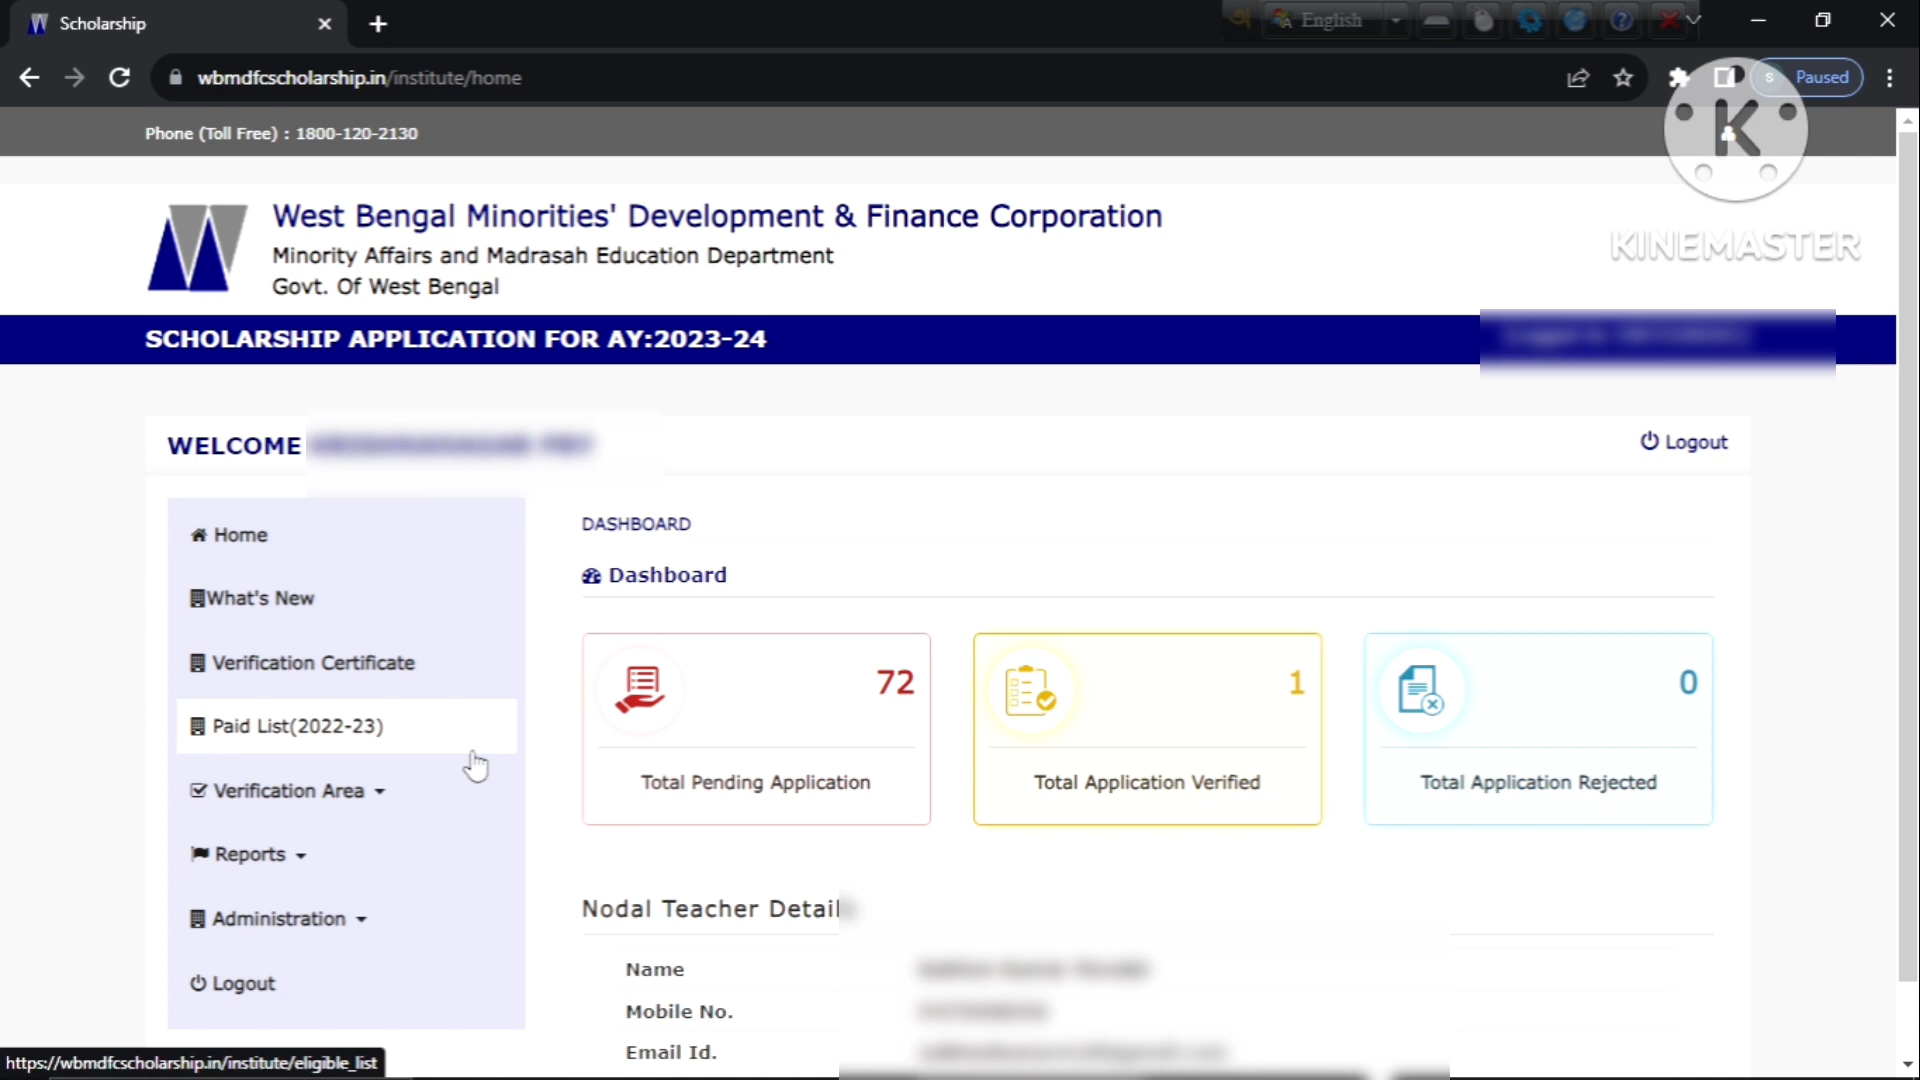 Scholarship
English
wbmdfcscholarship.in/institute/home
S Paused
Phone (Toll Free) : 1800-120-2130
K
West Bengal Minorities' Development & Finance Corporation
Minority Affairs and Madrasah Education Department
Govt. Of West Bengal
KINEMASTER
SCHOLARSHIP APPLICATION FOR AY:2023-24
WELCOME
Logout
Home
What's New
Verification Certificate
Paid List(2022-23)
Verification Area
Reports
Administration
Logout
DASHBOARD
Dashboard
72
Total Pending Application
1
Total Application Verified
0
Total Application Rejected
Nodal Teacher Details
Name
Mobile No.
Email Id.
https://wbmdfcscholarship.in/institute/eligible_list